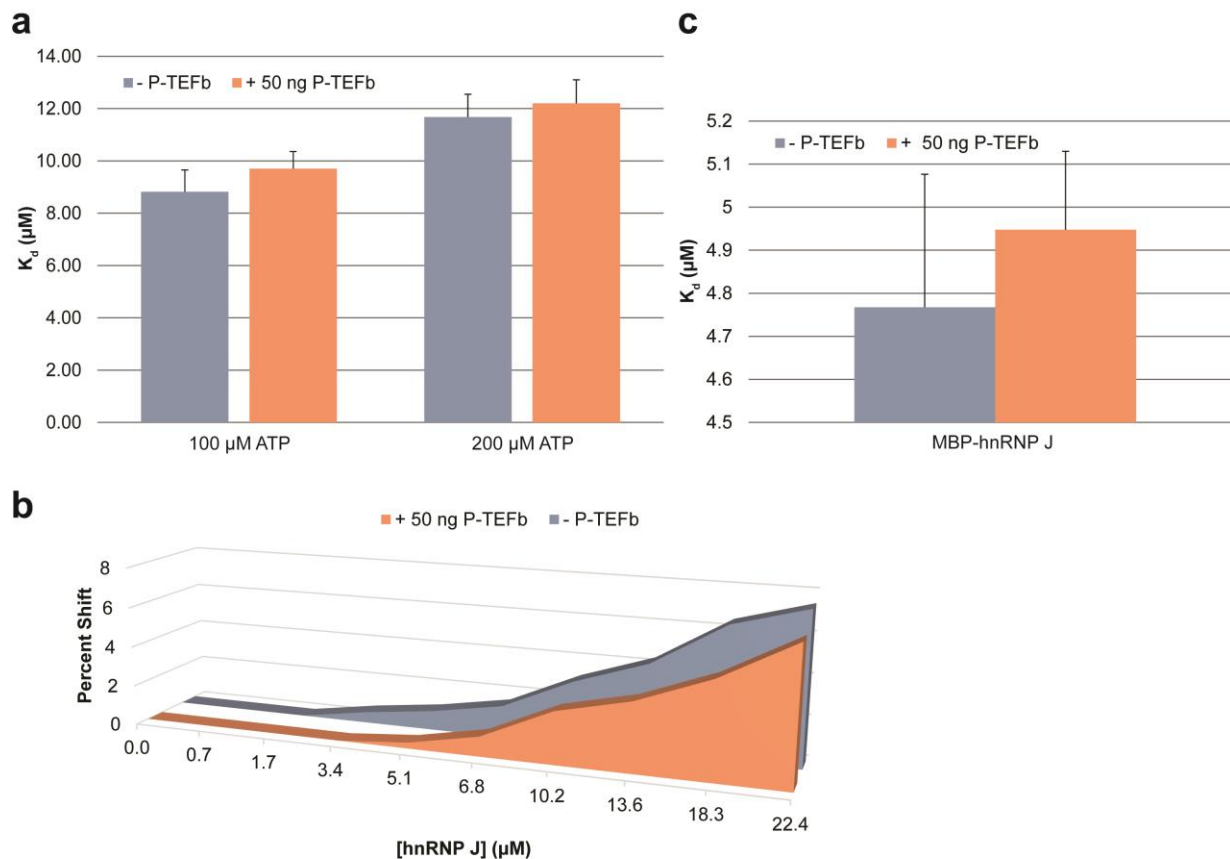 a
14.00
- P-TEFb + 50 ng P-TEFb
12.00
10.00
8.00
6.00
4.00
2.00
0.00
K_d (µM)
100 µM ATP 200 µM ATP
c
5.2
- P-TEFb + 50 ng P-TEFb
5.1
5
4.9
4.8
4.7
4.6
4.5
K_d (µM)
MBP-hnRNP J
b
+ 50 ng P-TEFb - P-TEFb
8
6
4
2
0
Percent Shift
0.0 0.7 1.7 3.4 5.1 6.8 10.2 13.6 18.3 22.4
[hnRNP J] (µM)